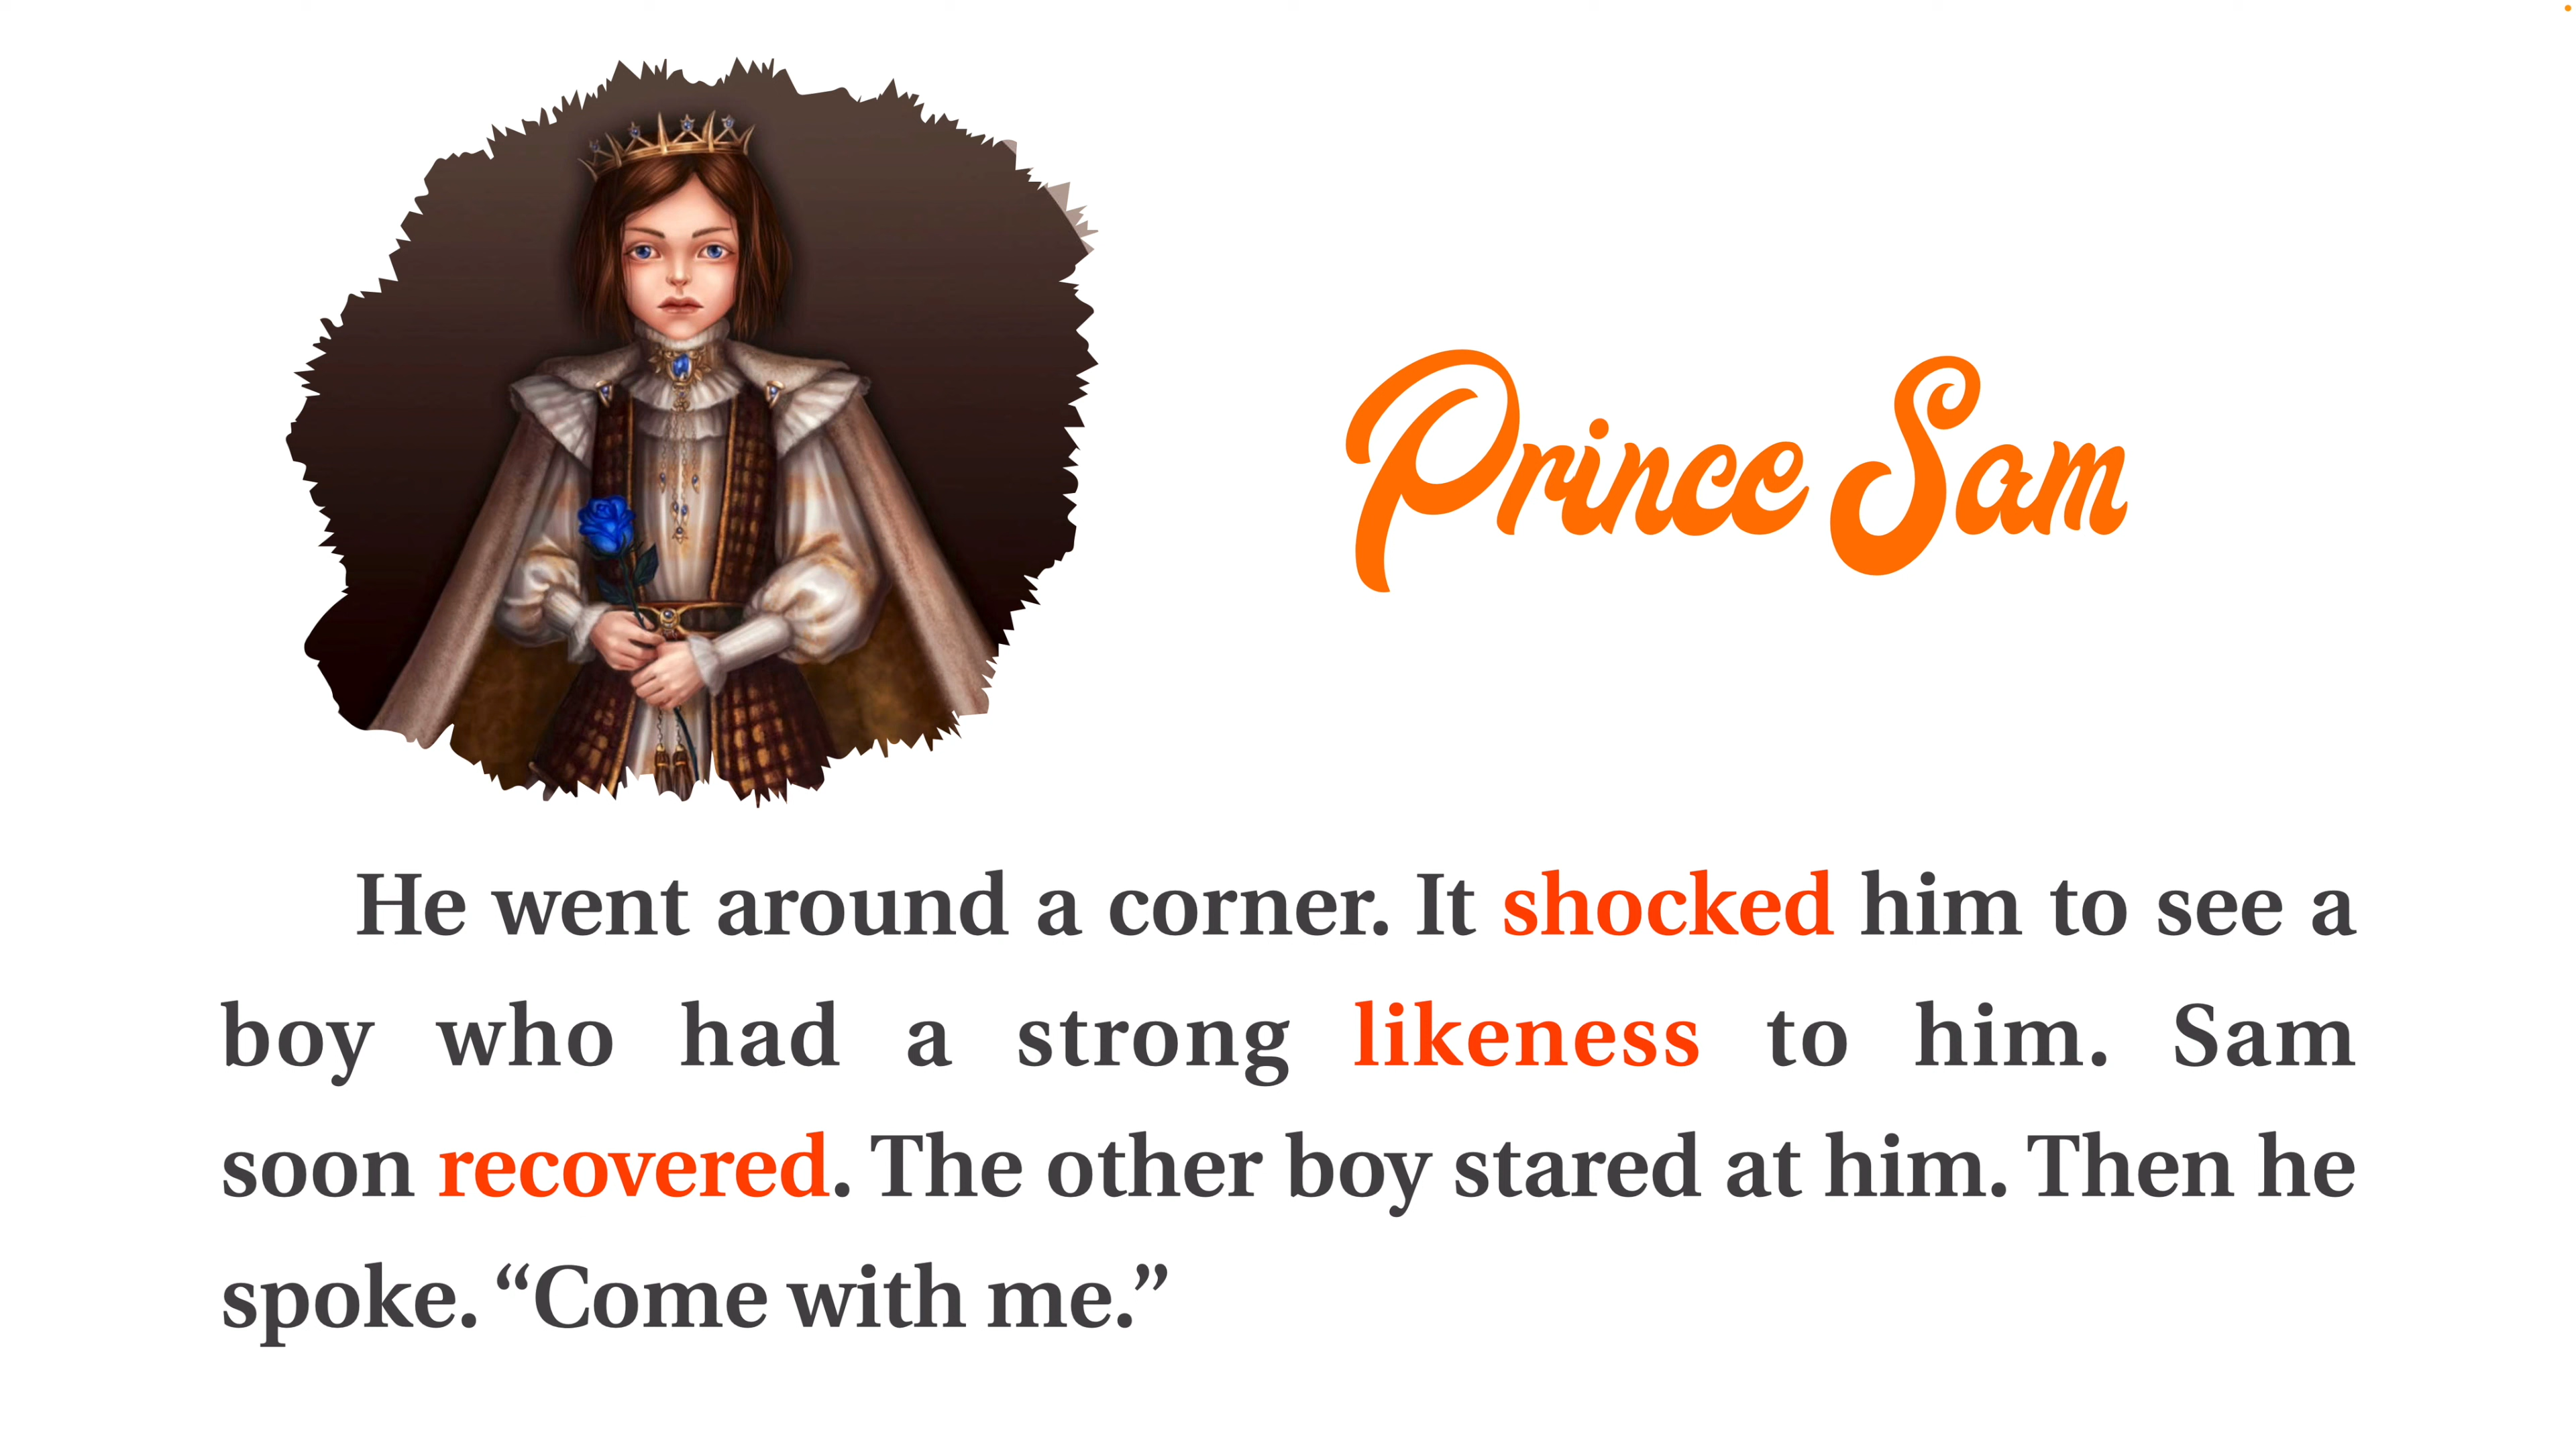 Prince Sam
He went around a corner. It shocked him to see a
boy who had a strong likeness to him. Sam
soon recovered. The other boy stared at him. Then he
spoke. “Come with me.”